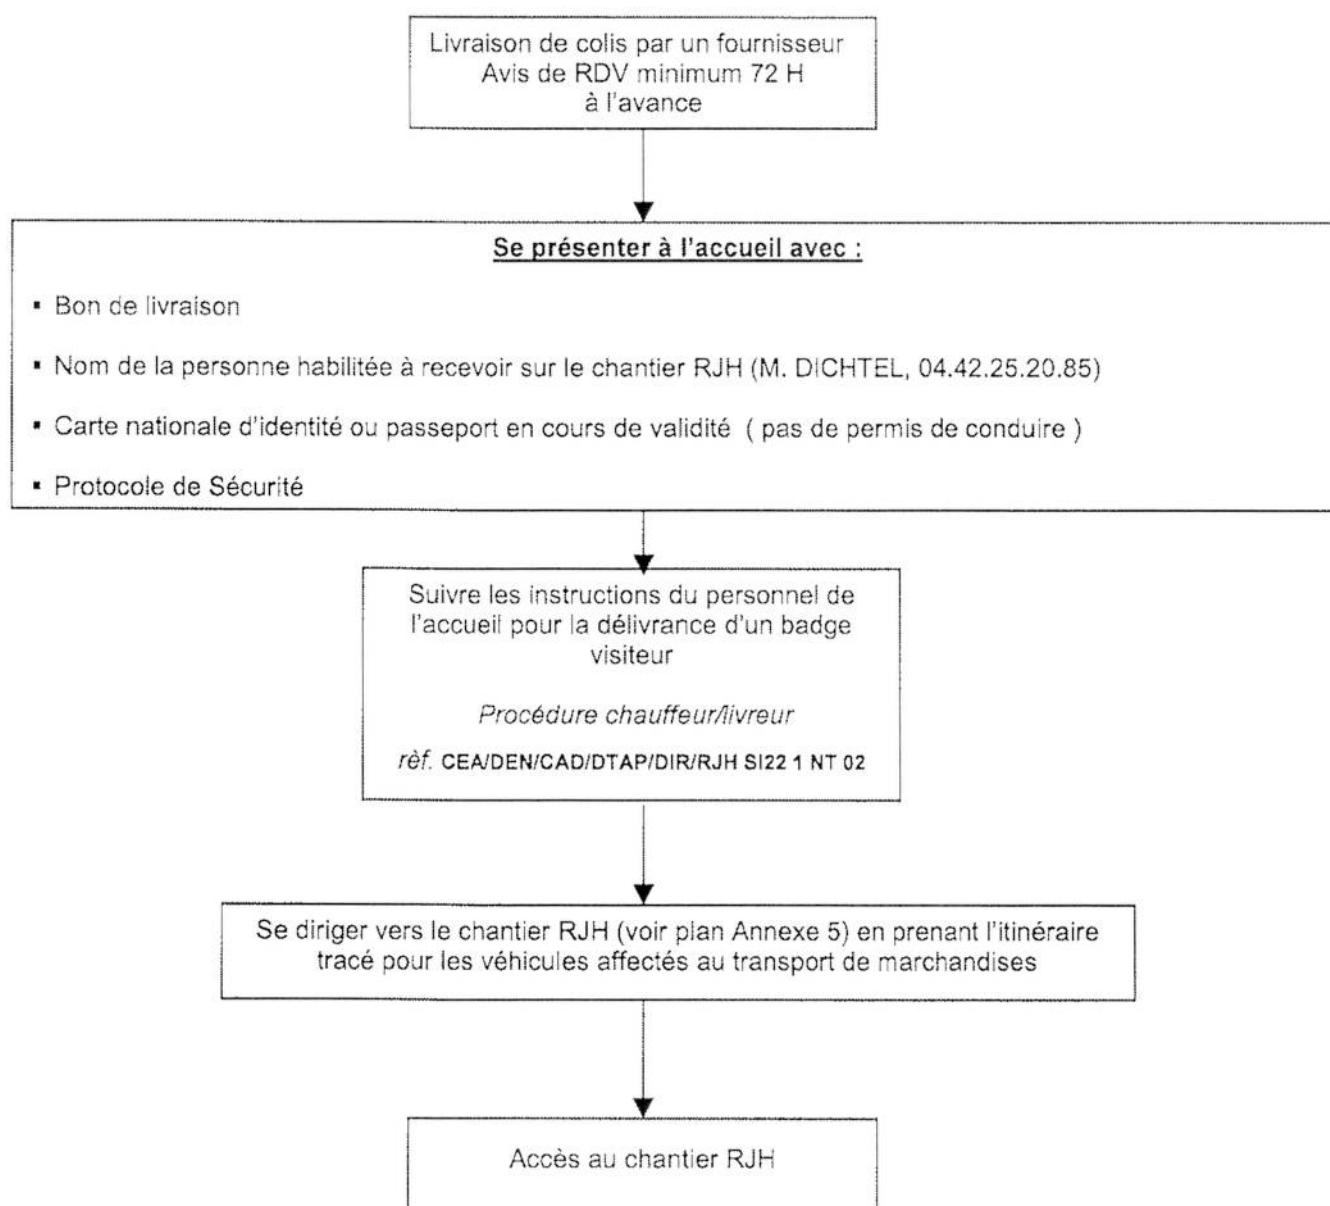 Livraison de colis par un fournisseur
Avis de RDV minimum 72 H
à l'avance
Se présenter à l'accueil avec :
▪ Bon de livraison
▪ Nom de la personne habilitée à recevoir sur le chantier RJH (M. DICHTEL, 04.42.25.20.85)
▪ Carte nationale d'identité ou passeport en cours de validité ( pas de permis de conduire )
▪ Protocole de Sécurité
Suivre les instructions du personnel de
l'accueil pour la délivrance d'un badge
visiteur
Procédure chauffeur/livreur
rèf. CEA/DEN/CAD/DTAP/DIR/RJH SI22 1 NT 02
Se diriger vers le chantier RJH (voir plan Annexe 5) en prenant l'itinéraire
tracé pour les véhicules affectés au transport de marchandises
Accès au chantier RJH